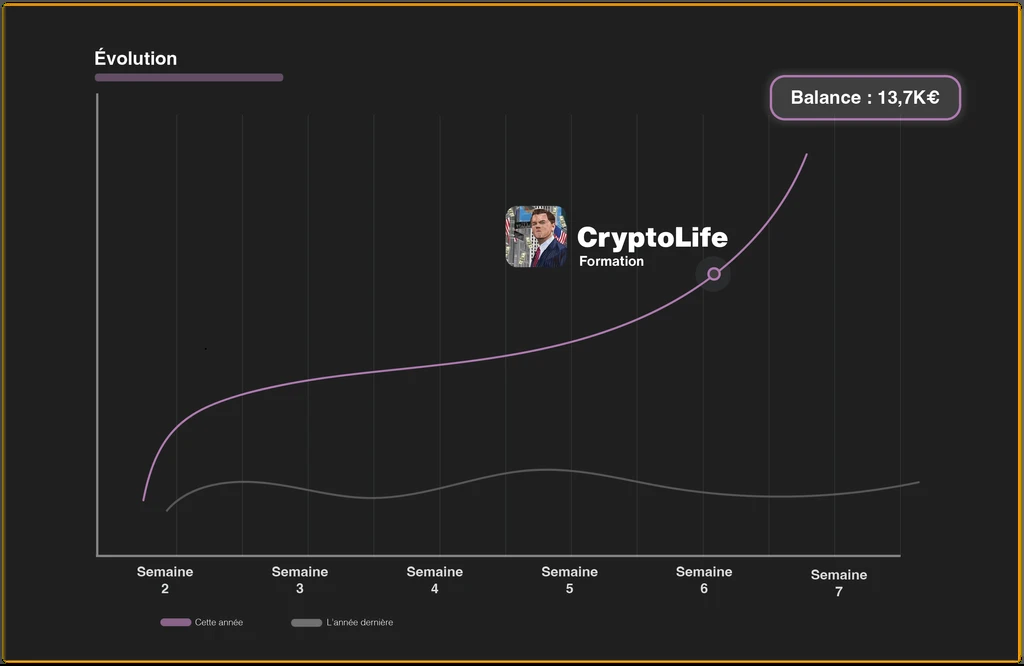 Évolution
Balance : 13,7K€
CryptoLife
Formation
Semaine
2
Semaine
3
Semaine
4
Semaine
5
Semaine
6
Semaine
7
Cette année
L'année dernière